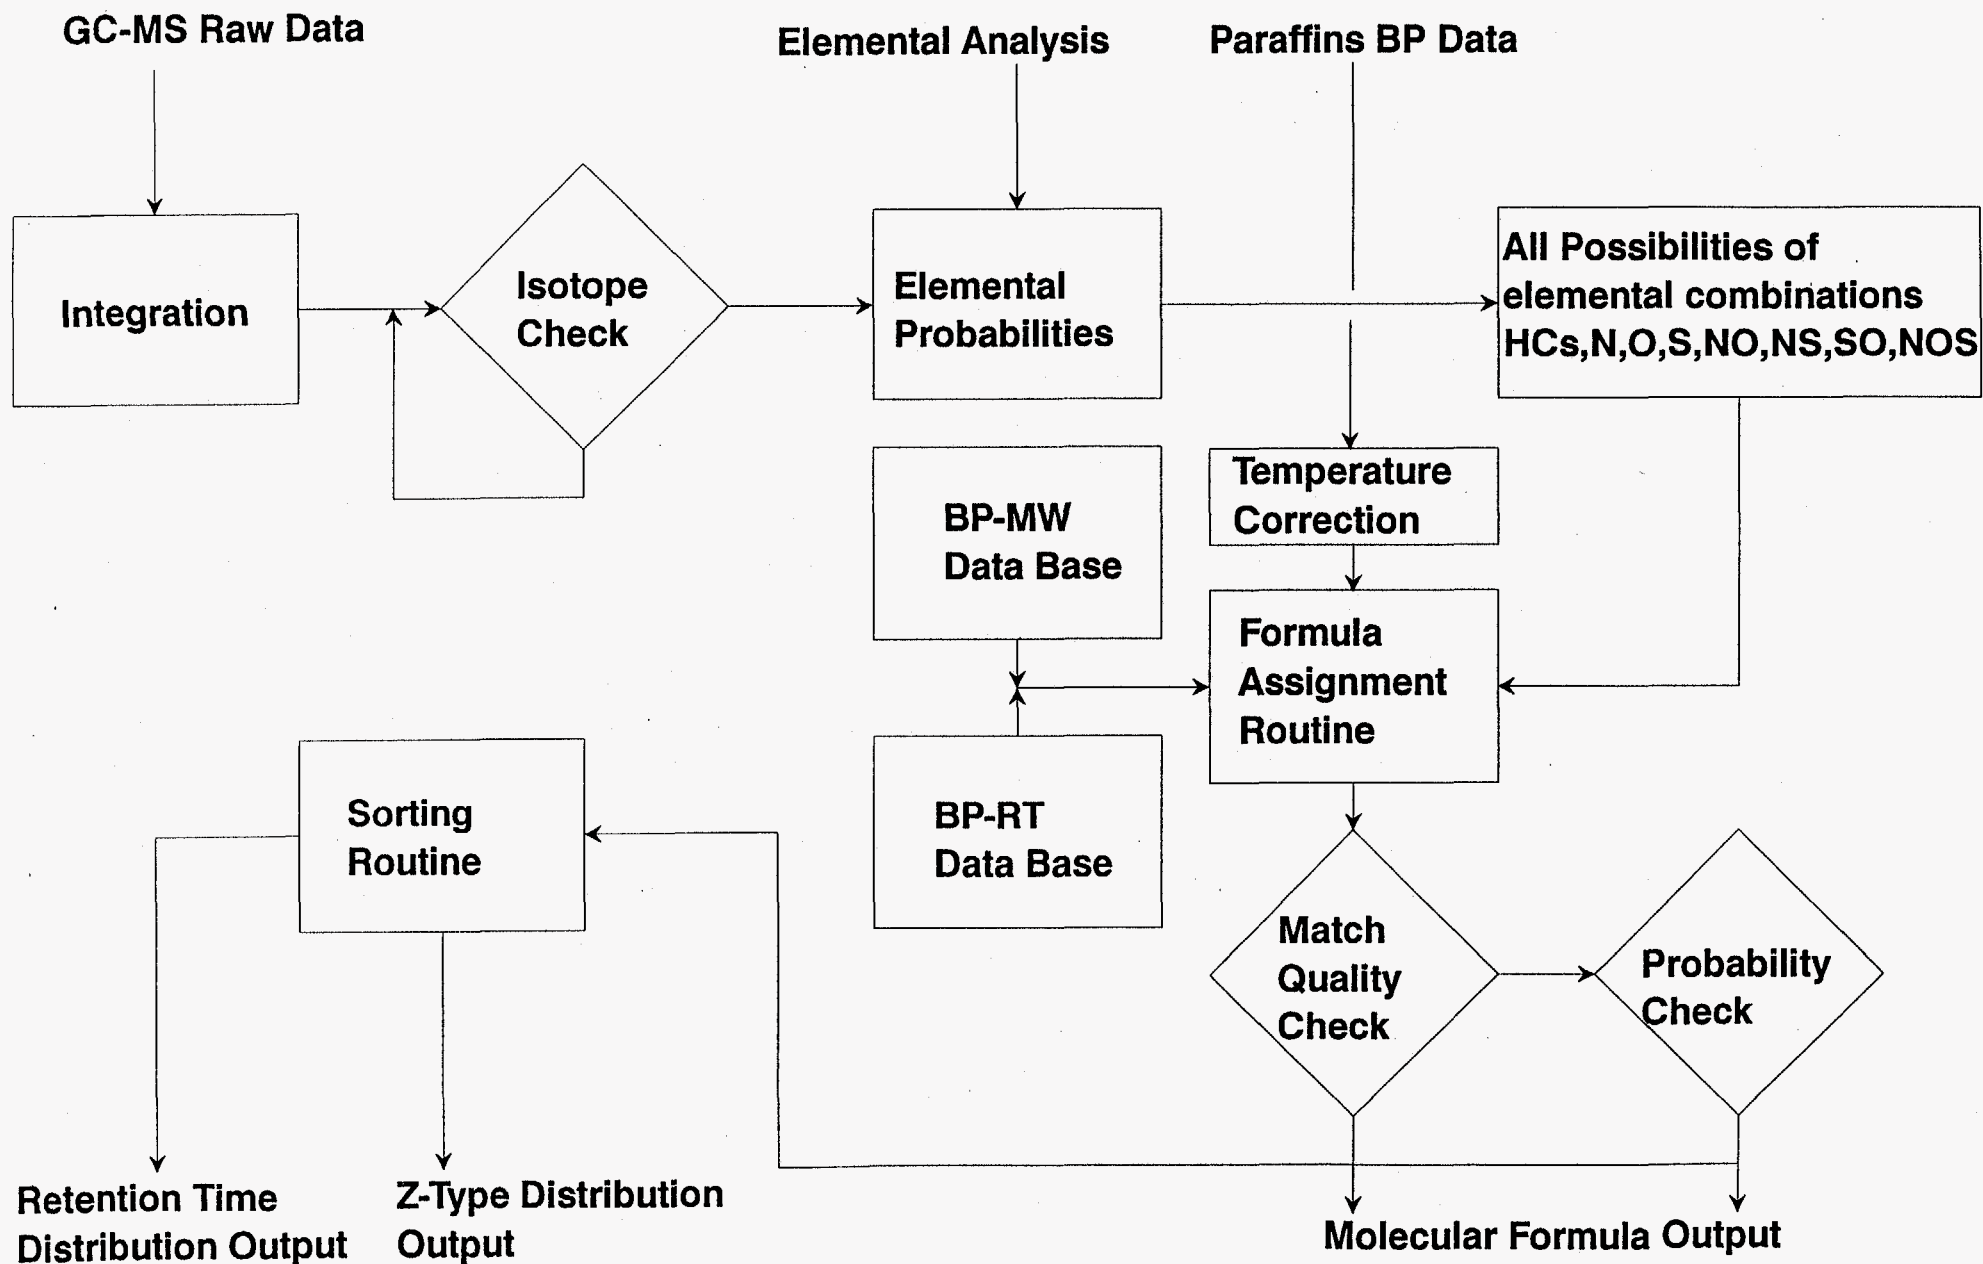 GC-MS Raw Data
Elemental Analysis
Paraffins BP Data
Integration
Isotope
Check
Elemental
Probabilities
All Possibilities of
elemental combinations
HCs,N,O,S,NO,NS,SO,NOS
BP-MW
Data Base
Temperature
Correction
Formula
Assignment
Routine
BP-RT
Data Base
Sorting
Routine
Match
Quality
Check
Probability
Check
Retention Time
Distribution Output
Z-Type Distribution
Output
Molecular Formula Output